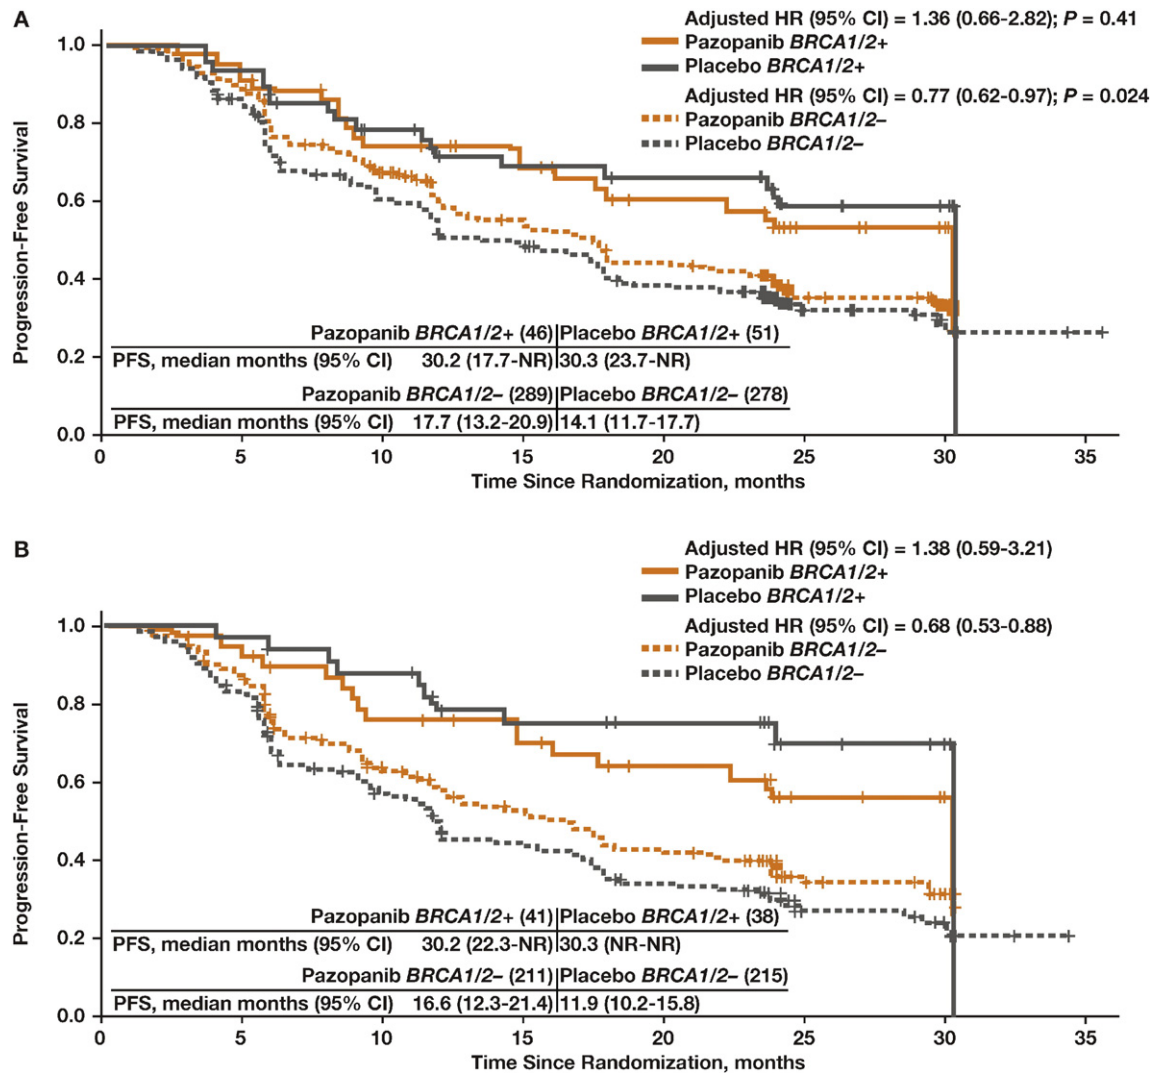 A
Adjusted HR (95% CI) = 1.36 (0.66-2.82); P = 0.41
Pazopanib BRCA1/2+
Placebo BRCA1/2+
Adjusted HR (95% CI) = 0.77 (0.62-0.97); P = 0.024
Pazopanib BRCA1/2–
Placebo BRCA1/2–
Progression-Free Survival
1.0
0.8
0.6
0.4
0.2
0.0
Pazopanib BRCA1/2+ (46) Placebo BRCA1/2+ (51)
PFS, median months (95% CI) 30.2 (17.7-NR) 30.3 (23.7-NR)
Pazopanib BRCA1/2– (289) Placebo BRCA1/2– (278)
PFS, median months (95% CI) 17.7 (13.2-20.9) 14.1 (11.7-17.7)
0 5 10 15 20 25 30 35
Time Since Randomization, months
B
Adjusted HR (95% CI) = 1.38 (0.59-3.21)
Pazopanib BRCA1/2+
Placebo BRCA1/2+
Adjusted HR (95% CI) = 0.68 (0.53-0.88)
Pazopanib BRCA1/2–
Placebo BRCA1/2–
Progression-Free Survival
1.0
0.8
0.6
0.4
0.2
0.0
Pazopanib BRCA1/2+ (41) Placebo BRCA1/2+ (38)
PFS, median months (95% CI) 30.2 (22.3-NR) 30.3 (NR-NR)
Pazopanib BRCA1/2– (211) Placebo BRCA1/2– (215)
PFS, median months (95% CI) 16.6 (12.3-21.4) 11.9 (10.2-15.8)
0 5 10 15 20 25 30 35
Time Since Randomization, months